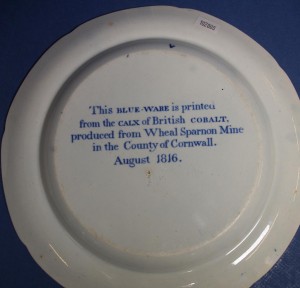 This BLUE-WARE is printed
from the CALX of British COBALT,
produced from Wheal Sparnon Mine
in the County of Cornwall.
August 1816.